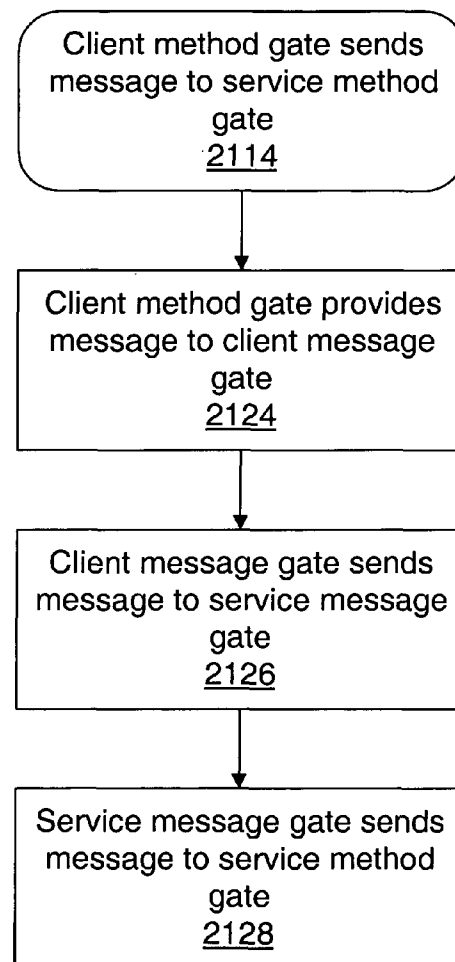 Client method gate sends
message to service method
gate
2114
Client method gate provides
message to client message
gate
2124
Client message gate sends
message to service message
gate
2126
Service message gate sends
message to service method
gate
2128